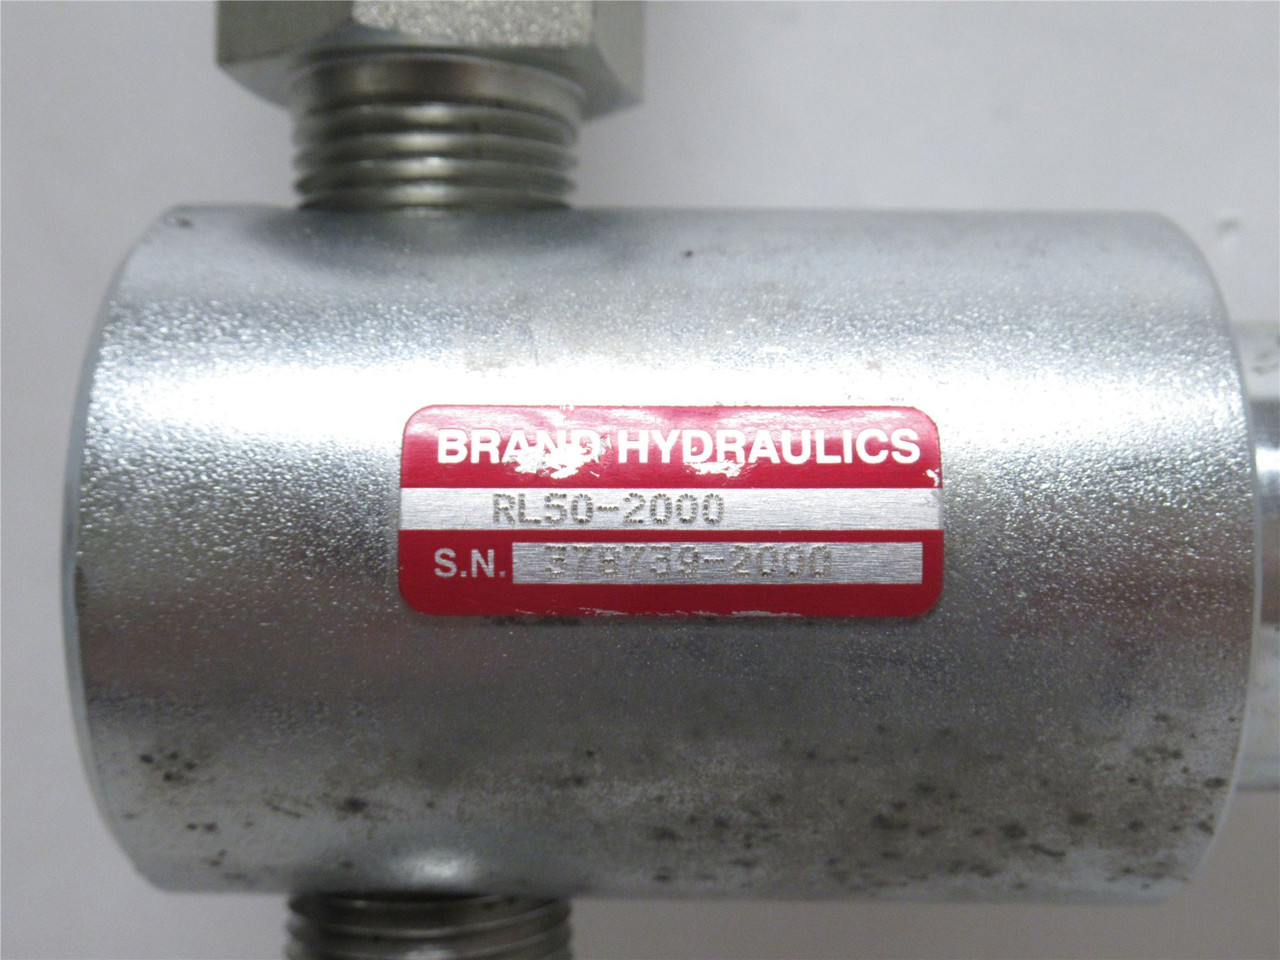 BRAND HYDRAULICS
RL50-2000
S.N. 378739-2000